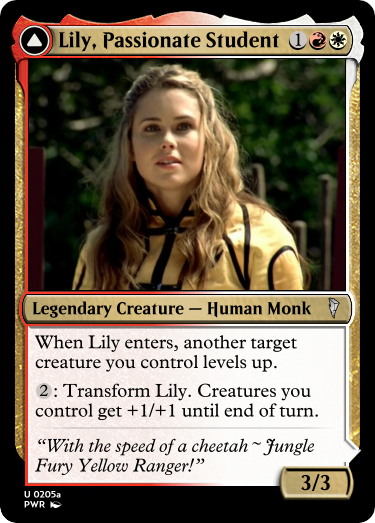 Lily, Passionate Student 1
Legendary Creature — Human Monk
When Lily enters, another target
creature you control levels up.
2: Transform Lily. Creatures you
control get +1/+1 until end of turn.
“With the speed of a cheetah ~ Jungle
Fury Yellow Ranger!”
3/3
U 0205a
PWR